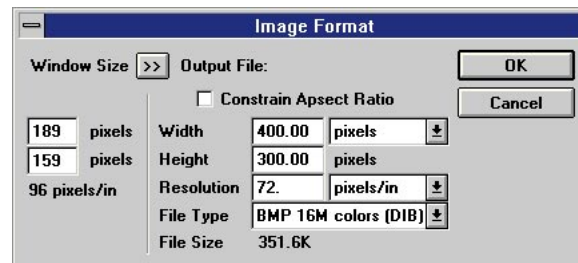 Image Format
Window Size >> Output File:
OK
Constrain Apsect Ratio
Cancel
189 pixels Width 400.00 pixels
159 pixels Height 300.00 pixels
96 pixels/in Resolution 72. pixels/in
File Type BMP 16M colors (DIB)
File Size 351.6K